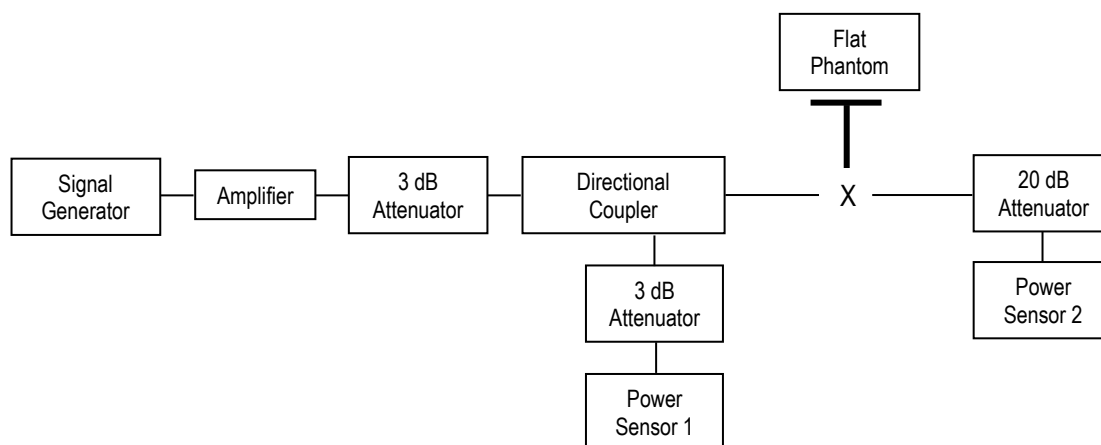 Flat
Phantom
Signal
Generator
Amplifier
3 dB
Attenuator
Directional
Coupler
X
20 dB
Attenuator
3 dB
Attenuator
Power
Sensor 2
Power
Sensor 1